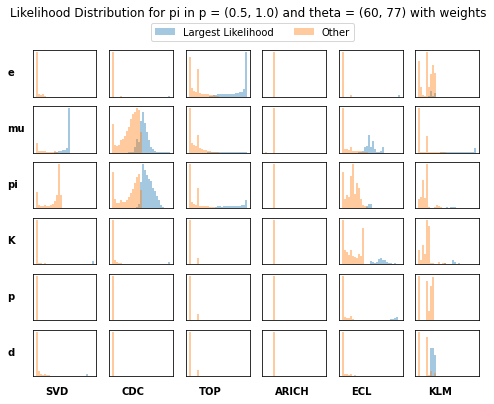 Likelihood Distribution for pi in p = (0.5, 1.0) and theta = (60, 77) with weights
Largest Likelihood Other
e
mu
pi
K
p
d
SVD CDC TOP ARICH ECL KLM